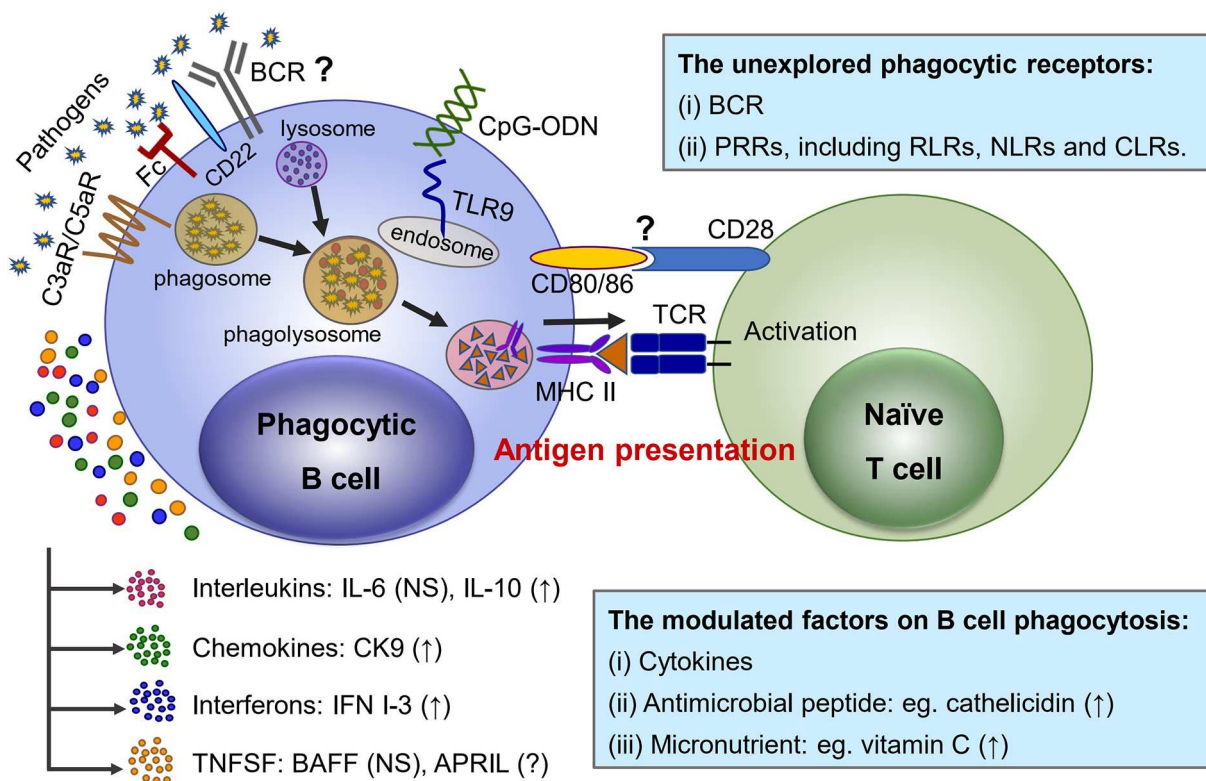 BCR ?
The unexplored phagocytic receptors:
(i) BCR
(ii) PRRs, including RLRs, NLRs and CLRs.
Pathogens
Fc
CD22
lysosome
CpG-ODN
C3aR/C5aR
TLR9
endosome
phagosome
phagolysosome
?
CD28
CD80/86
TCR
Activation
MHC II
Phagocytic
B cell
Antigen presentation
Naïve
T cell
Interleukins: IL-6 (NS), IL-10 (↑)
Chemokines: CK9 (↑)
Interferons: IFN I-3 (↑)
TNFSF: BAFF (NS), APRIL (?)
The modulated factors on B cell phagocytosis:
(i) Cytokines
(ii) Antimicrobial peptide: eg. cathelicidin (↑)
(iii) Micronutrient: eg. vitamin C (↑)